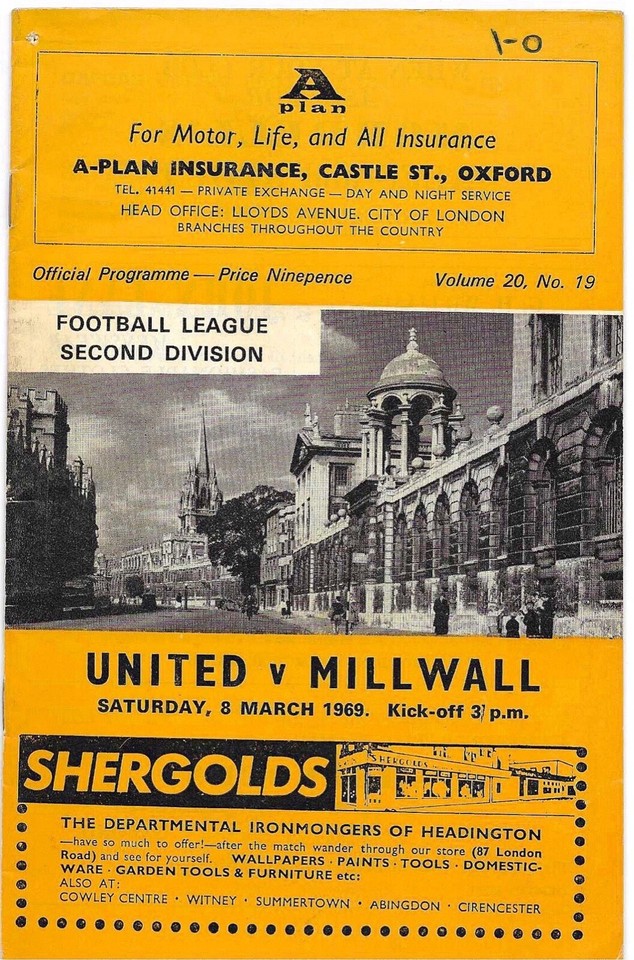 1-0
A
plan
For Motor, Life, and All Insurance
A-PLAN INSURANCE, CASTLE ST., OXFORD
TEL. 41441 — PRIVATE EXCHANGE — DAY AND NIGHT SERVICE
HEAD OFFICE: LLOYDS AVENUE. CITY OF LONDON
BRANCHES THROUGHOUT THE COUNTRY
Official Programme — Price Ninepence Volume 20, No. 19
FOOTBALL LEAGUE
SECOND DIVISION
UNITED v MILLWALL
SATURDAY, 8 MARCH 1969. Kick-off 3 p.m.
SHERGOLDS
SHERGOLDS
THE DEPARTMENTAL IRONMONGERS OF HEADINGTON
—have so much to offer!—after the match wander through our store (87 London
Road) and see for yourself. WALLPAPERS · PAINTS · TOOLS · DOMESTIC-
WARE · GARDEN TOOLS & FURNITURE etc:
ALSO AT:
COWLEY CENTRE · WITNEY · SUMMERTOWN · ABINGDON · CIRENCESTER